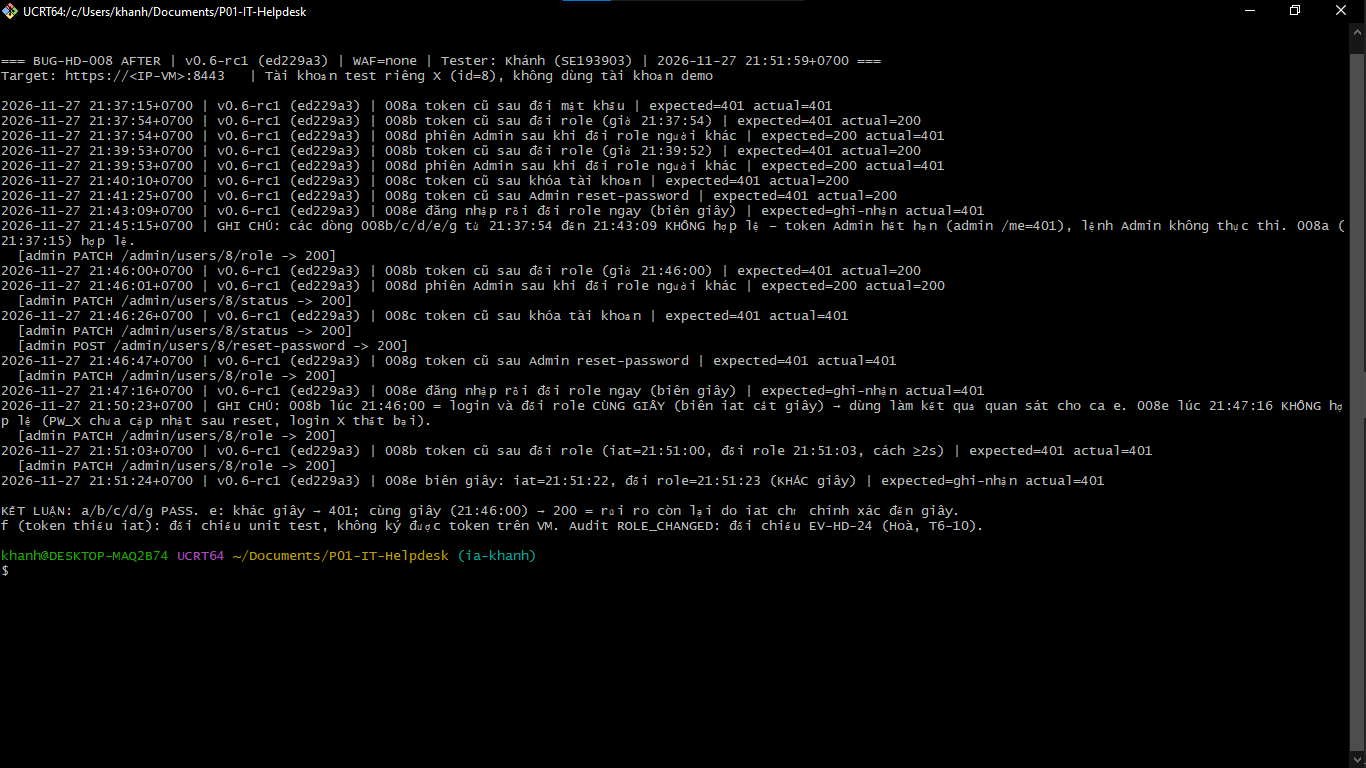 UCRT64:/c/Users/khanh/Documents/P01-IT-Helpdesk
=== BUG-HD-008 AFTER | v0.6-rc1 (ed229a3) | WAF=none | Tester: Khánh (SE193903) | 2026-11-27 21:51:59+0700 ===
Target: https://<IP-VM>:8443   | Tài khoản test riêng X (id=8), không dùng tài khoản demo
2026-11-27 21:37:15+0700 | v0.6-rc1 (ed229a3) | 008a token cũ sau đổi mật khẩu | expected=401 actual=401
2026-11-27 21:37:54+0700 | v0.6-rc1 (ed229a3) | 008b token cũ sau đổi role (giờ 21:37:54) | expected=401 actual=200
2026-11-27 21:37:54+0700 | v0.6-rc1 (ed229a3) | 008d phiên Admin sau khi đổi role người khác | expected=200 actual=401
2026-11-27 21:39:53+0700 | v0.6-rc1 (ed229a3) | 008b token cũ sau đổi role (giờ 21:39:52) | expected=401 actual=200
2026-11-27 21:39:53+0700 | v0.6-rc1 (ed229a3) | 008d phiên Admin sau khi đổi role người khác | expected=200 actual=401
2026-11-27 21:40:10+0700 | v0.6-rc1 (ed229a3) | 008c token cũ sau khóa tài khoản | expected=401 actual=200
2026-11-27 21:41:25+0700 | v0.6-rc1 (ed229a3) | 008g token cũ sau Admin reset-password | expected=401 actual=200
2026-11-27 21:43:09+0700 | v0.6-rc1 (ed229a3) | 008e đăng nhập rồi đổi role ngay (biên giây) | expected=ghi-nhận actual=401
2026-11-27 21:45:15+0700 | GHI CHÚ: các dòng 008b/c/d/e/g từ 21:37:54 đến 21:43:09 KHÔNG hợp lệ — token Admin hết hạn (admin /me=401), lệnh Admin không thực thi. 008a (
21:37:15) hợp lệ.
  [admin PATCH /admin/users/8/role -> 200]
2026-11-27 21:46:00+0700 | v0.6-rc1 (ed229a3) | 008b token cũ sau đổi role (giờ 21:46:00) | expected=401 actual=200
2026-11-27 21:46:01+0700 | v0.6-rc1 (ed229a3) | 008d phiên Admin sau khi đổi role người khác | expected=200 actual=200
  [admin PATCH /admin/users/8/status -> 200]
2026-11-27 21:46:26+0700 | v0.6-rc1 (ed229a3) | 008c token cũ sau khóa tài khoản | expected=401 actual=401
  [admin PATCH /admin/users/8/status -> 200]
  [admin POST /admin/users/8/reset-password -> 200]
2026-11-27 21:46:47+0700 | v0.6-rc1 (ed229a3) | 008g token cũ sau Admin reset-password | expected=401 actual=401
  [admin PATCH /admin/users/8/role -> 200]
2026-11-27 21:47:16+0700 | v0.6-rc1 (ed229a3) | 008e đăng nhập rồi đổi role ngay (biên giây) | expected=ghi-nhận actual=401
2026-11-27 21:50:23+0700 | GHI CHÚ: 008b lúc 21:46:00 = login và đổi role CÙNG GIÂY (biên iat cắt giây) → dùng làm kết quả quan sát cho ca e. 008e lúc 21:47:16 KHÔNG hợ
p lệ (PW_X chưa cập nhật sau reset, login X thất bại).
  [admin PATCH /admin/users/8/role -> 200]
2026-11-27 21:51:03+0700 | v0.6-rc1 (ed229a3) | 008b token cũ sau đổi role (iat=21:51:00, đổi role 21:51:03, cách ≥2s) | expected=401 actual=401
  [admin PATCH /admin/users/8/role -> 200]
2026-11-27 21:51:24+0700 | v0.6-rc1 (ed229a3) | 008e biên giây: iat=21:51:22, đổi role=21:51:23 (KHÁC giây) | expected=ghi-nhận actual=401
KẾT LUẬN: a/b/c/d/g PASS. e: khác giây → 401; cùng giây (21:46:00) → 200 = rủi ro còn lại do iat chỉ chính xác đến giây.
f (token thiếu iat): đối chiếu unit test, không ký được token trên VM. Audit ROLE_CHANGED: đối chiếu EV-HD-24 (Hoà, T6-10).
khanh@DESKTOP-MAQ2B74 UCRT64 ~/Documents/P01-IT-Helpdesk (ia-khanh)
$